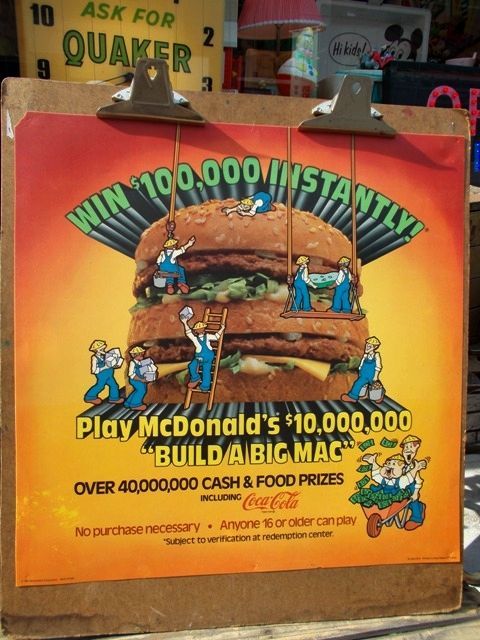 ASK FOR
QUAKER
10
2
9
3
Hi kids!
WIN $100,000 INSTANTLY!*
Play McDonald's $10,000,000
"BUILD A BIG MAC"
OVER 40,000,000 CASH & FOOD PRIZES
INCLUDING Coca-Cola
No purchase necessary • Anyone 16 or older can play
*Subject to verification at redemption center.